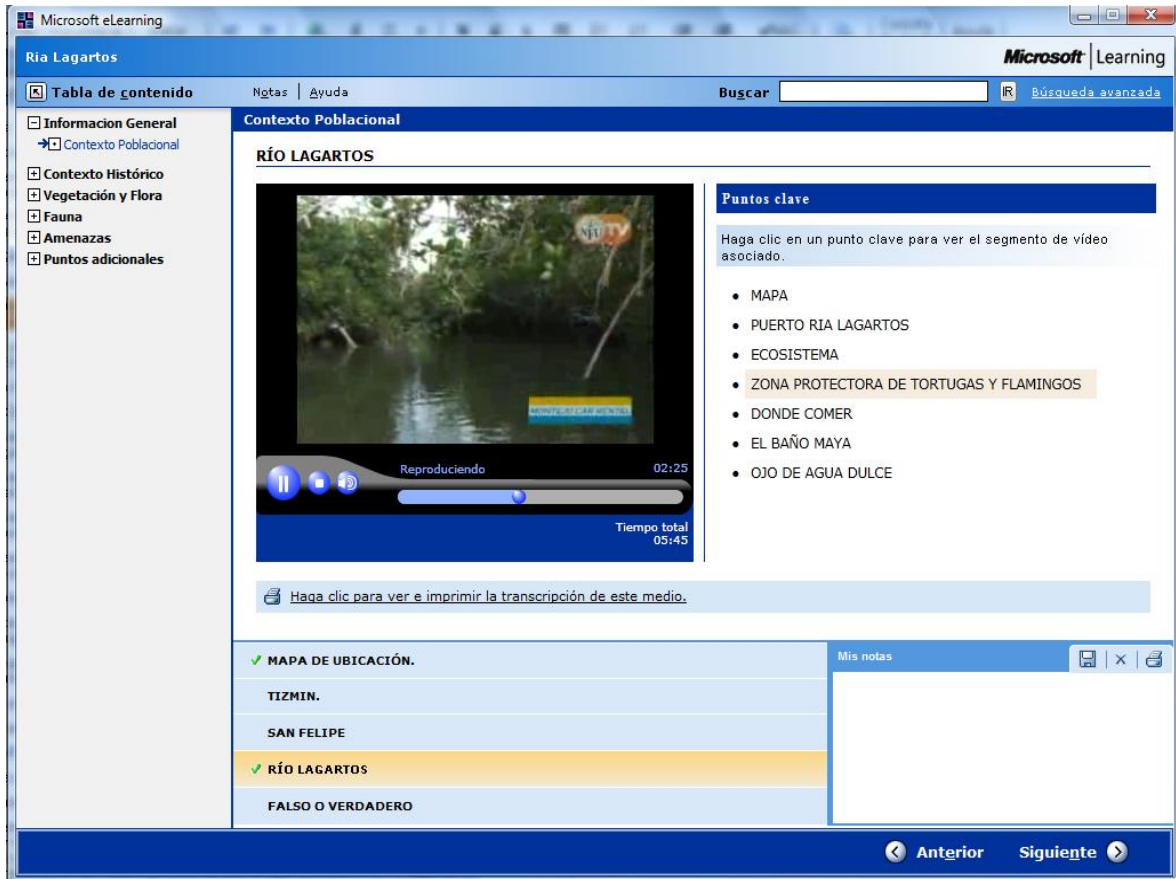 Microsoft eLearning
Ria Lagartos
Microsoft | Learning
Tabla de contenido
Notas | Ayuda
Buscar
IR
Búsqueda avanzada
Informacion General
Contexto Poblacional
Contexto Histórico
Vegetación y Flora
Fauna
Amenazas
Puntos adicionales
Contexto Poblacional
RÍO LAGARTOS
TV
MONTEJO CAR RENTAL
Reproduciendo
02:25
Tiempo total
05:45
Puntos clave
Haga clic en un punto clave para ver el segmento de vídeo
asociado.
• MAPA
• PUERTO RIA LAGARTOS
• ECOSISTEMA
• ZONA PROTECTORA DE TORTUGAS Y FLAMINGOS
• DONDE COMER
• EL BAÑO MAYA
• OJO DE AGUA DULCE
Haga clic para ver e imprimir la transcripción de este medio.
MAPA DE UBICACIÓN.
TIZMIN.
SAN FELIPE
RÍO LAGARTOS
FALSO O VERDADERO
Mis notas
Anterior
Siguiente